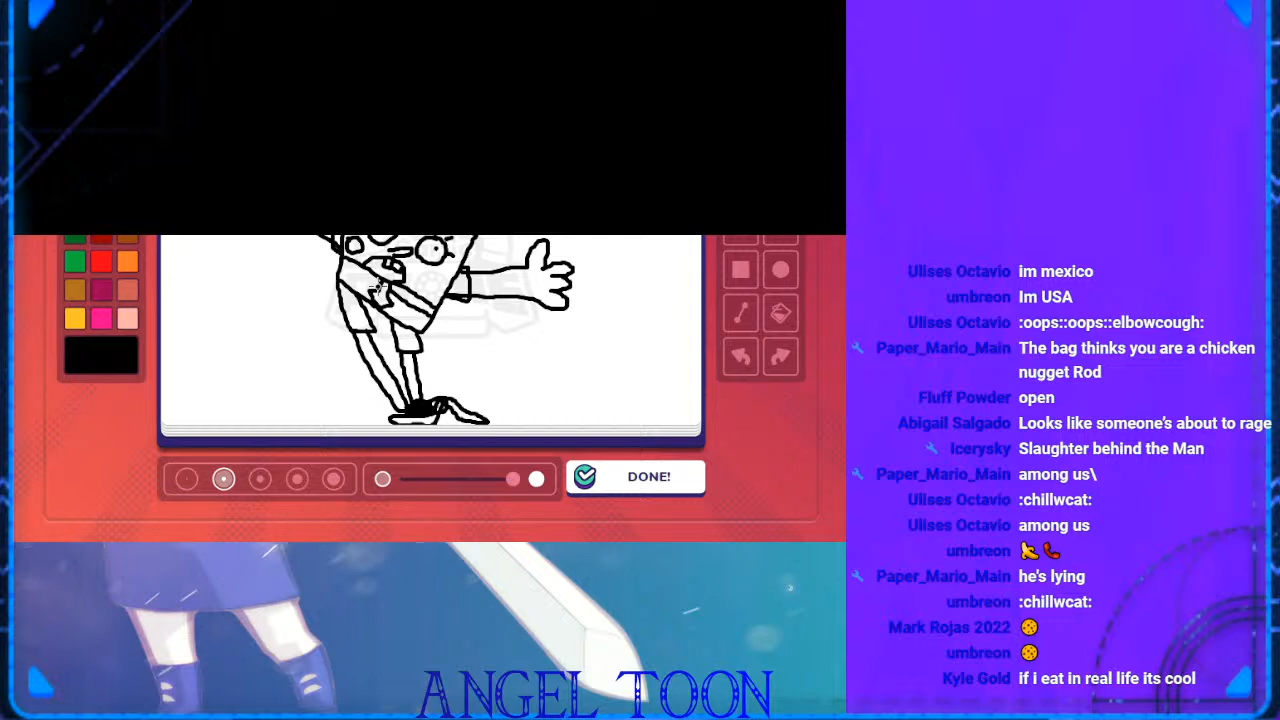 Ulises Octavio im mexico
umbreon Im USA
Ulises Octavio :oops::oops::elbowcough:
Paper_Mario_Main The bag thinks you are a chicken
nugget Rod
Fluff Powder open
Abigail Salgado Looks like someone's about to rage
Icerysky Slaughter behind the Man
Paper_Mario_Main among us\
Ulises Octavio :chillwcat:
Ulises Octavio among us
umbreon
Paper_Mario_Main he's lying
umbreon :chillwcat:
Mark Rojas 2022
umbreon
Kyle Gold if i eat in real life its cool
DONE!
ANGEL TOON